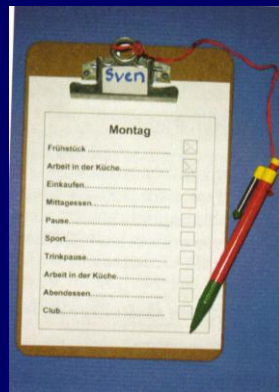 Sven
Montag
Frühstück
Arbeit in der Küche
Einkaufen
Mittagessen
Pause
Sport
Trinkpause
Arbeit in der Küche
Abendessen
Club